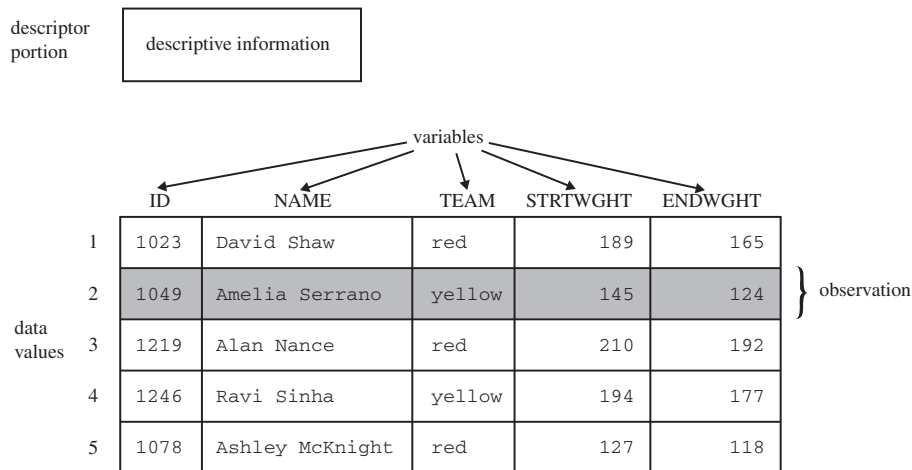 descriptor
portion
descriptive information
variables
ID NAME TEAM STRTWGHT ENDWGHT
1 1023 David Shaw red 189 165
2 1049 Amelia Serrano yellow 145 124
observation
data
values
3 1219 Alan Nance red 210 192
4 1246 Ravi Sinha yellow 194 177
5 1078 Ashley McKnight red 127 118